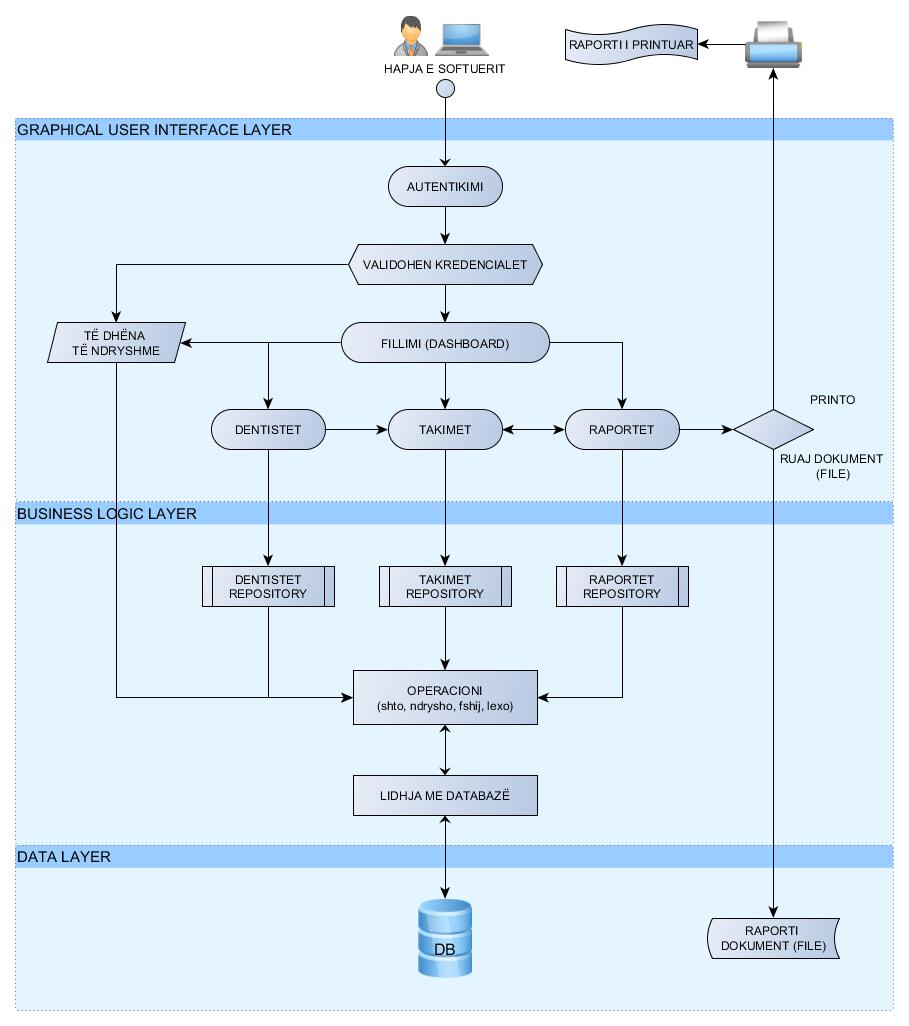 HAPJA E SOFTUERIT
RAPORTI I PRINTUAR
GRAPHICAL USER INTERFACE LAYER
AUTENTIKIMI
VALIDOHEN KREDENCIALET
TË DHËNA
TË NDRYSHME
FILLIMI (DASHBOARD)
DENTISTET
TAKIMET
RAPORTET
PRINTO
RUAJ DOKUMENT
(FILE)
BUSINESS LOGIC LAYER
DENTISTET
REPOSITORY
TAKIMET
REPOSITORY
RAPORTET
REPOSITORY
OPERACIONI
(shto, ndrysho, fshij, lexo)
LIDHJA ME DATABAZË
DATA LAYER
DB
RAPORTI
DOKUMENT (FILE)